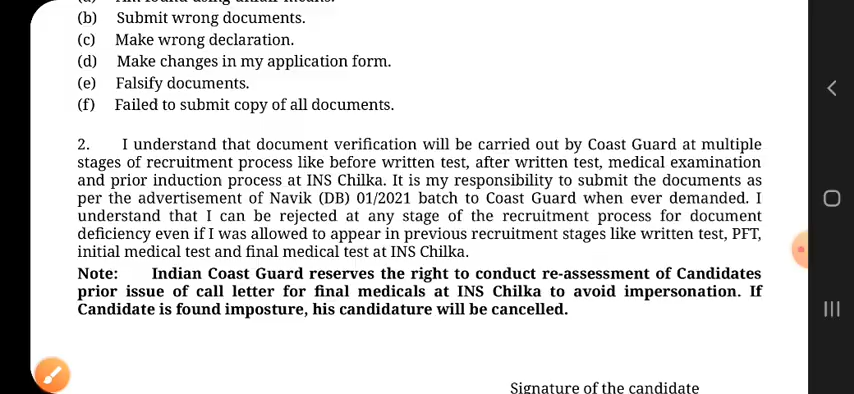 (b) Submit wrong documents.
(c) Make wrong declaration.
(d) Make changes in my application form.
(e) Falsify documents.
(f) Failed to submit copy of all documents.
2. I understand that document verification will be carried out by Coast Guard at multiple
stages of recruitment process like before written test, after written test, medical examination
and prior induction process at INS Chilka. It is my responsibility to submit the documents as
per the advertisement of Navik (DB) 01/2021 batch to Coast Guard when ever demanded. I
understand that I can be rejected at any stage of the recruitment process for document
deficiency even if I was allowed to appear in previous recruitment stages like written test, PFT,
initial medical test and final medical test at INS Chilka.
Note: Indian Coast Guard reserves the right to conduct re-assessment of Candidates
prior issue of call letter for final medicals at INS Chilka to avoid impersonation. If
Candidate is found imposture, his candidature will be cancelled.
Signature of the candidate